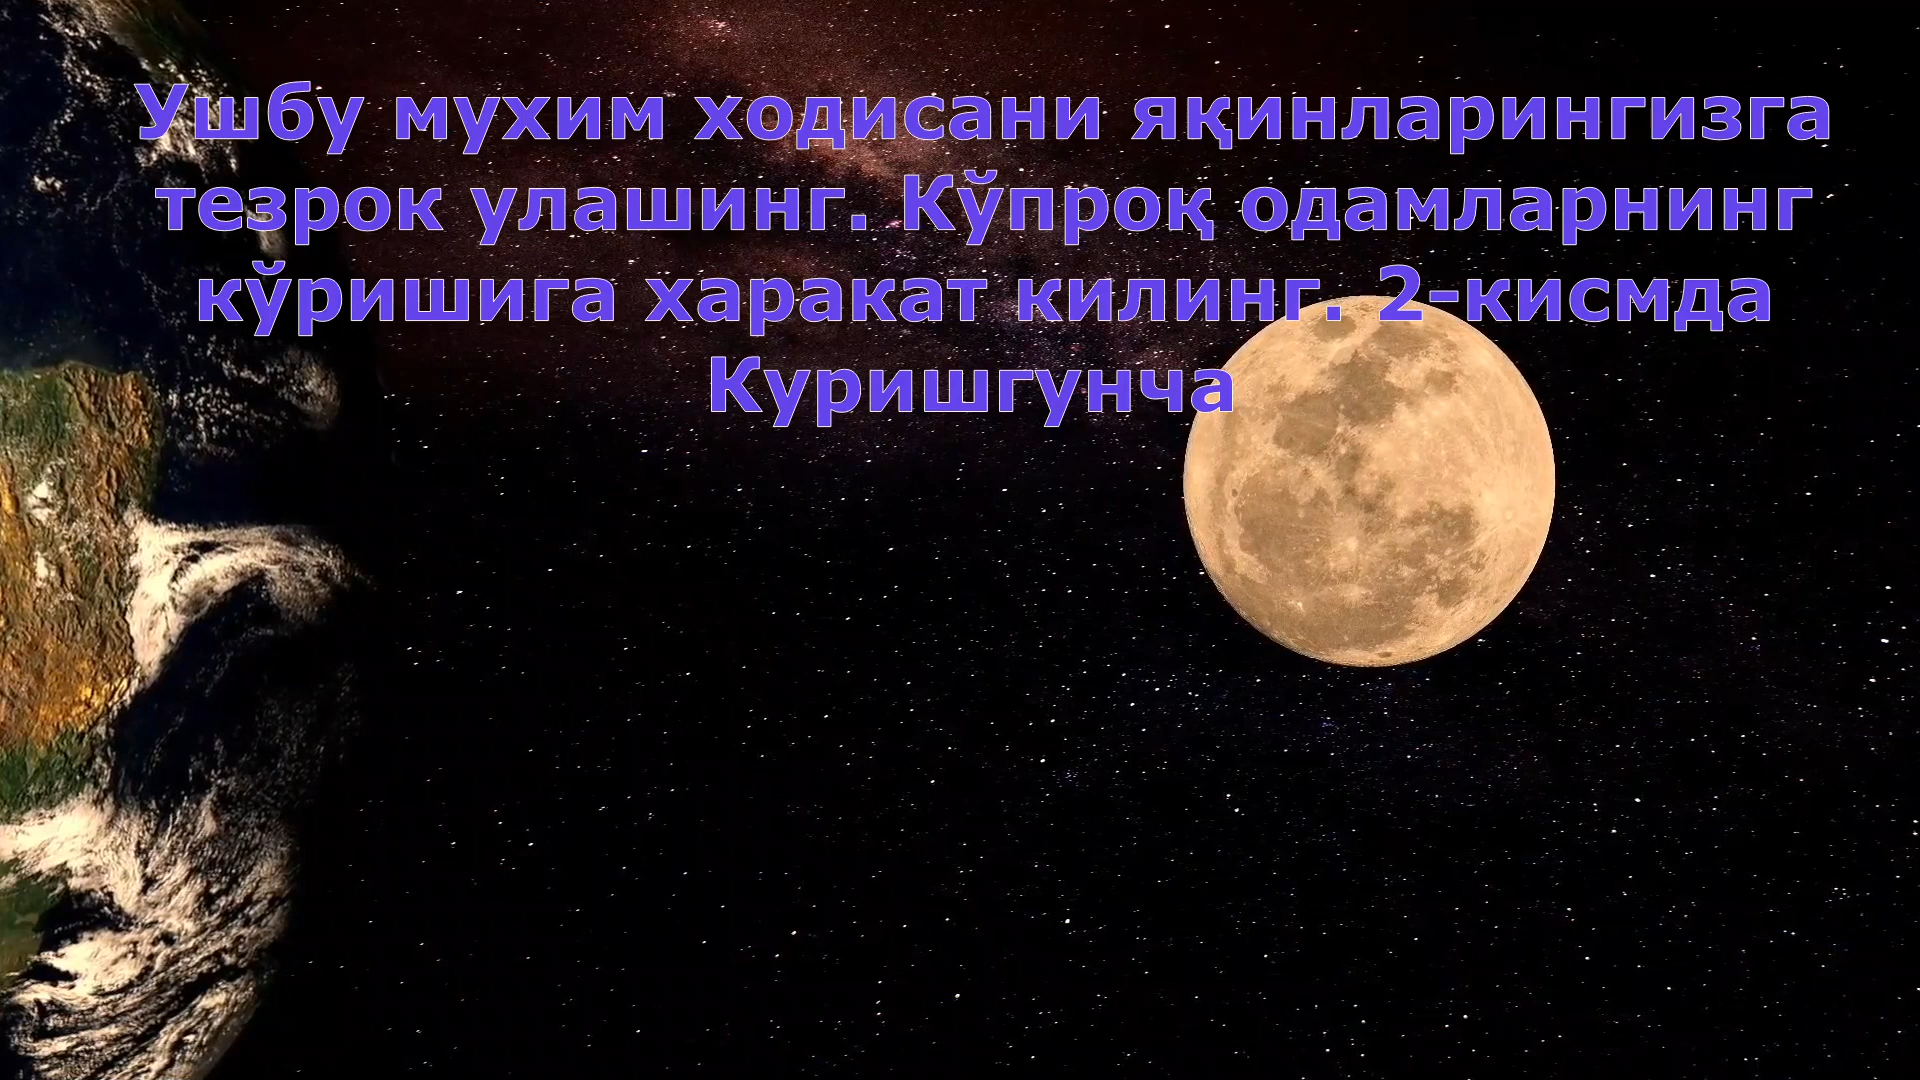 Ушбу мухим ходисани яқинларингизга
тезрок улашинг. Кўпроқ одамларнинг
кўришига харакат килинг. 2-кисмда
Куришгунча